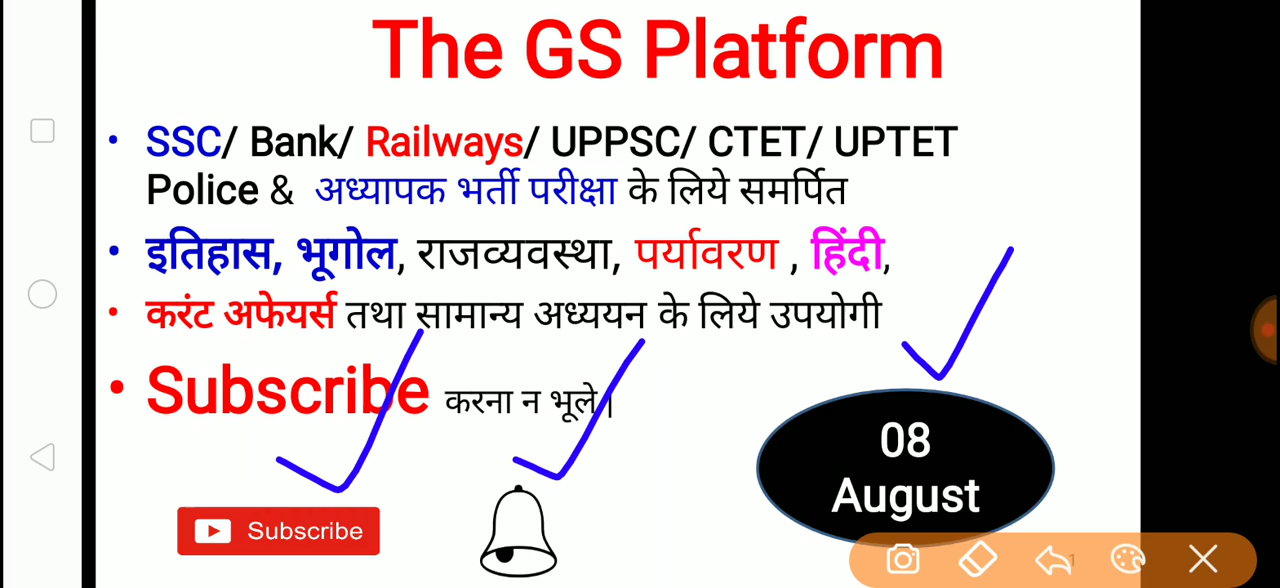 The GS Platform
• SSC/ Bank/ Railways/ UPPSC/ CTET/ UPTET
Police & अध्यापक भर्ती परीक्षा के लिये समर्पित
• इतिहास, भूगोल, राजव्यवस्था, पर्यावरण , हिंदी,
• करंट अफेयर्स तथा सामान्य अध्ययन के लिये उपयोगी
• Subscribe करना न भूले|
Subscribe
08
August
1